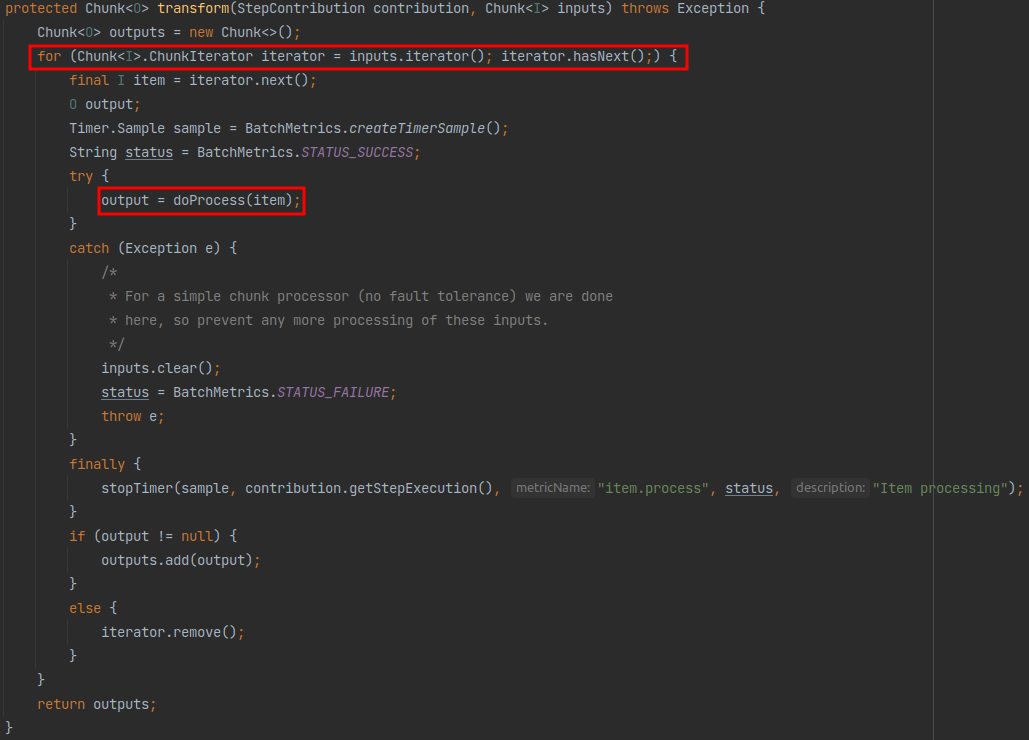 protected Chunk<O> transform(StepContribution contribution, Chunk<I> inputs) throws Exception {
    Chunk<O> outputs = new Chunk<>();
    for (Chunk<I>.ChunkIterator iterator = inputs.iterator(); iterator.hasNext();) {
        final I item = iterator.next();
        O output;
        Timer.Sample sample = BatchMetrics.createTimerSample();
        String status = BatchMetrics.STATUS_SUCCESS;
        try {
            output = doProcess(item);
        }
        catch (Exception e) {
            /*
             * For a simple chunk processor (no fault tolerance) we are done
             * here, so prevent any more processing of these inputs.
             */
            inputs.clear();
            status = BatchMetrics.STATUS_FAILURE;
            throw e;
        }
        finally {
            stopTimer(sample, contribution.getStepExecution(), metricName: "item.process", status, description: "Item processing");
        }
        if (output != null) {
            outputs.add(output);
        }
        else {
            iterator.remove();
        }
    }
    return outputs;
}